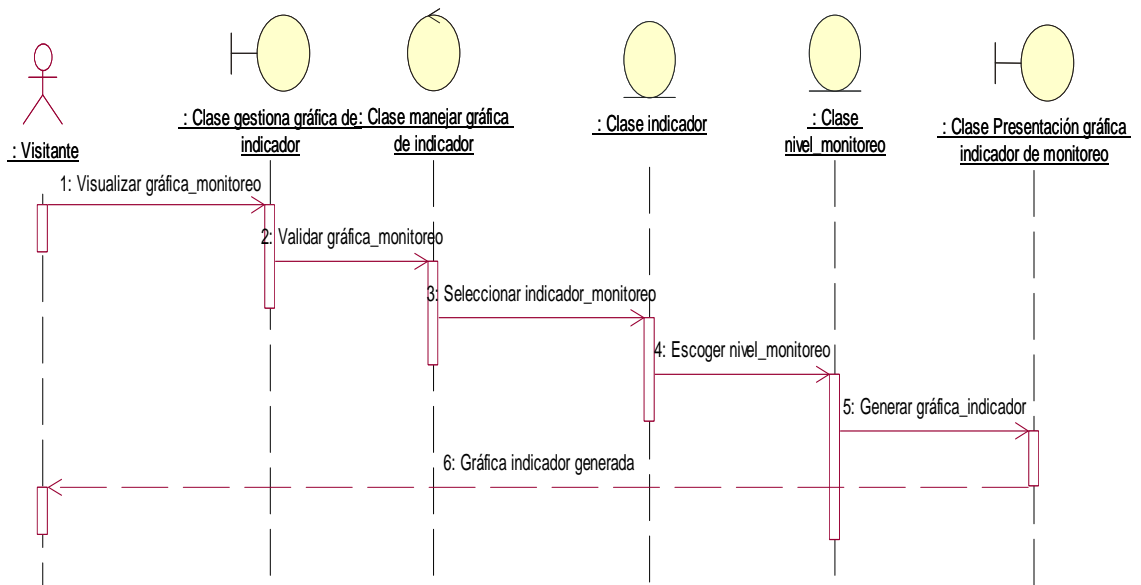 : Visitante
: Clase gestiona gráfica de
indicador
: Clase manejar gráfica
de indicador
: Clase indicador
: Clase
nivel_monitoreo
: Clase Presentación gráfica
indicador de monitoreo
1: Visualizar gráfica_monitoreo
2: Validar gráfica_monitoreo
3: Seleccionar indicador_monitoreo
4: Escoger nivel_monitoreo
5: Generar gráfica_indicador
6: Gráfica indicador generada